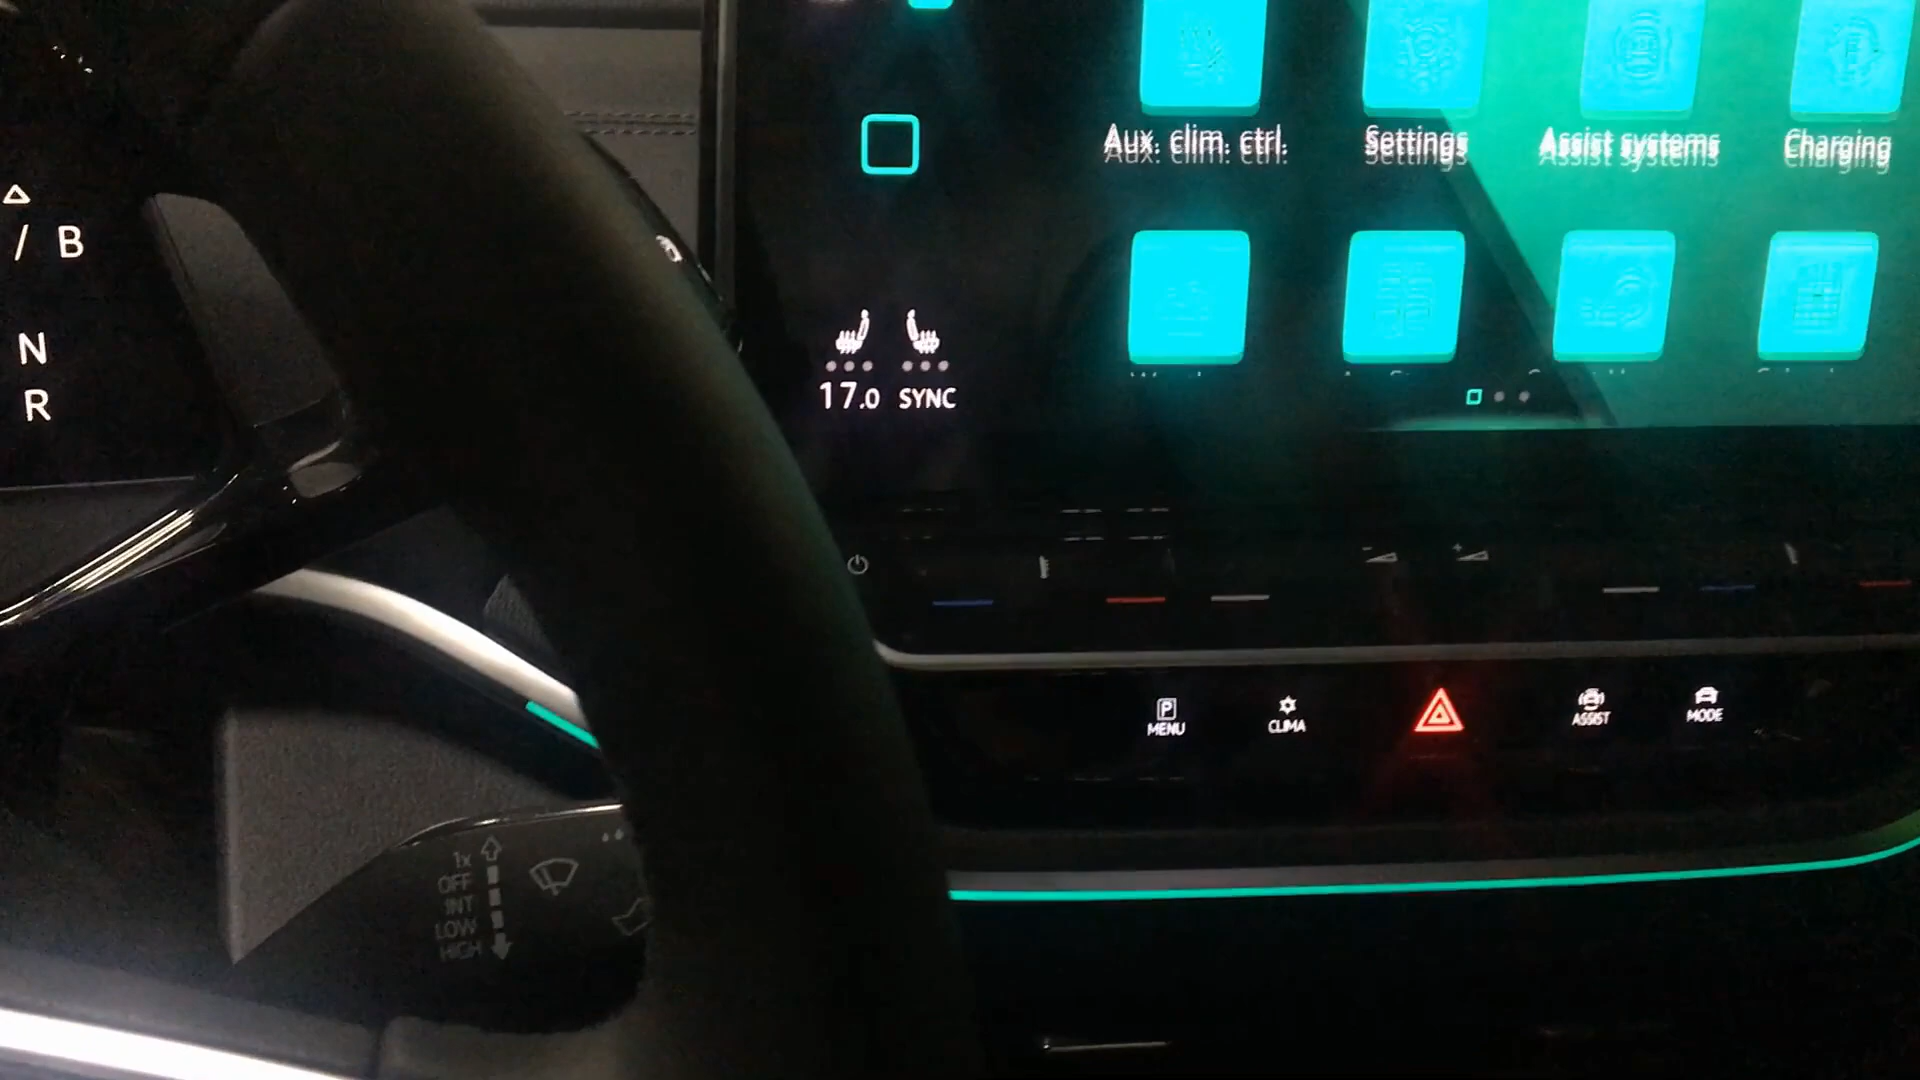 / B
N
R
Aux. clim. ctrl.
Settings
Assist systems
Charging
17.0 SYNC
P
MENU
CLIMA
ASSIST
MODE
1x
OFF
INT
LOW
HIGH